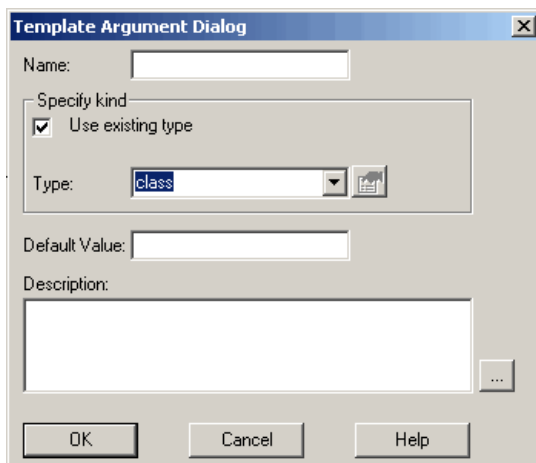 Template Argument Dialog
Name:
Specify kind
Use existing type
Type: class
Default Value:
Description:
...
OK Cancel Help